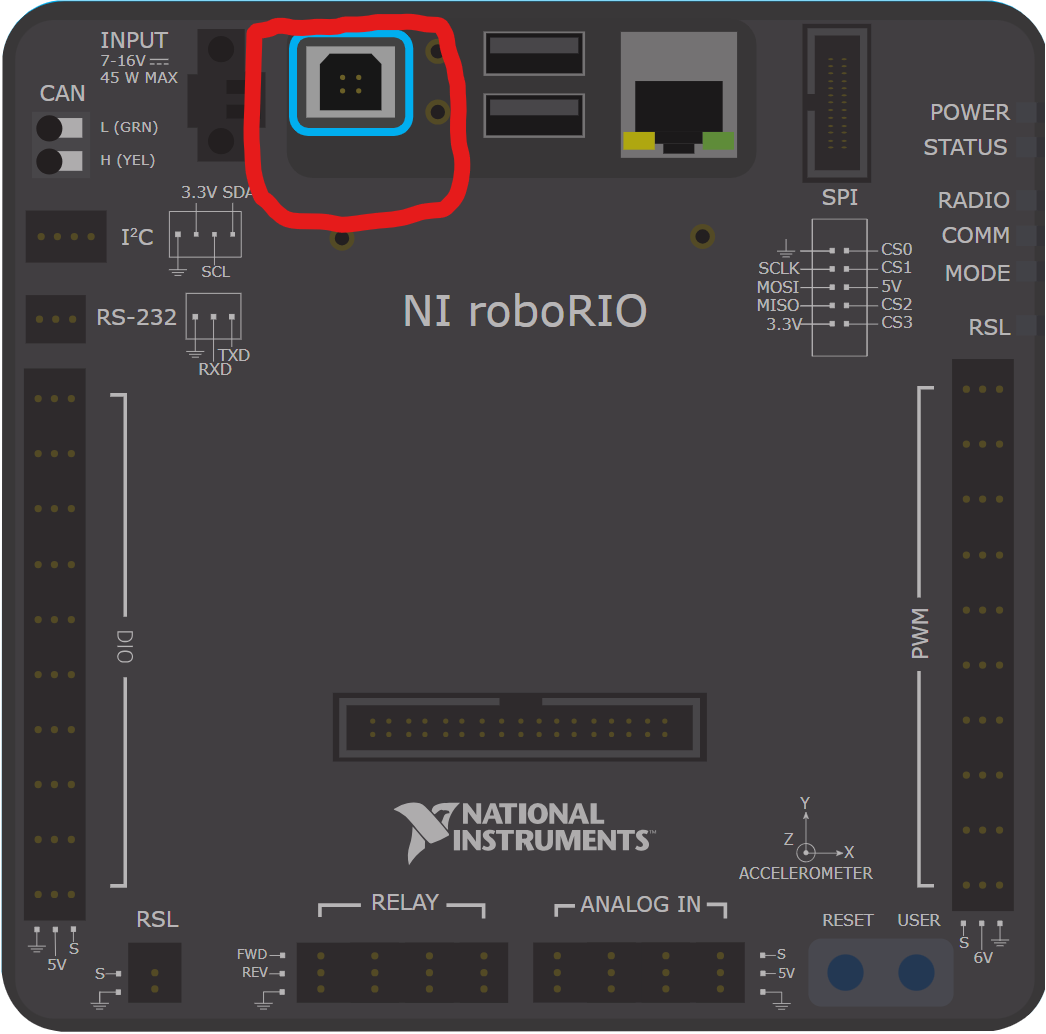 INPUT
7-16V
45 W MAX
CAN
L (GRN)
H (YEL)
3.3V SDA
I²C
SCL
RS-232
TXD
RXD
NI roboRIO
SPI
CS0
SCLK
CS1
MOSI
5V
MISO
CS2
3.3V
CS3
POWER
STATUS
RADIO
COMM
MODE
RSL
DIO
PWM
NATIONAL
INSTRUMENTS™
Y
Z
X
ACCELEROMETER
S
5V
RSL
S
RELAY
FWD
REV
ANALOG IN
S
5V
RESET
USER
S
6V